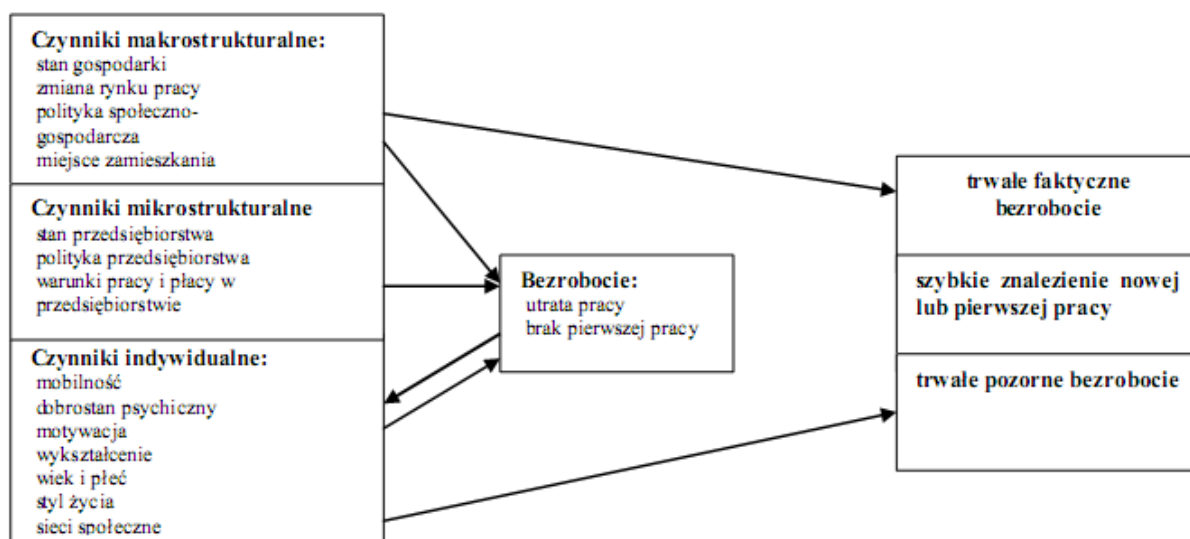 Czynniki makrostrukturalne:
stan gospodarki
zmiana rynku pracy
polityka społeczno-
gospodarcza
miejsce zamieszkania
Czynniki mikrostrukturalne
stan przedsiębiorstwa
polityka przedsiębiorstwa
warunki pracy i płacy w
przedsiębiorstwie
Czynniki indywidualne:
mobilność
dobrostan psychiczny
motywacja
wykształcenie
wiek i płeć
styl życia
sieci społeczne
Bezrobocie:
utrata pracy
brak pierwszej pracy
trwałe faktyczne
bezrobocie
szybkie znalezienie nowej
lub pierwszej pracy
trwałe pozorne bezrobocie